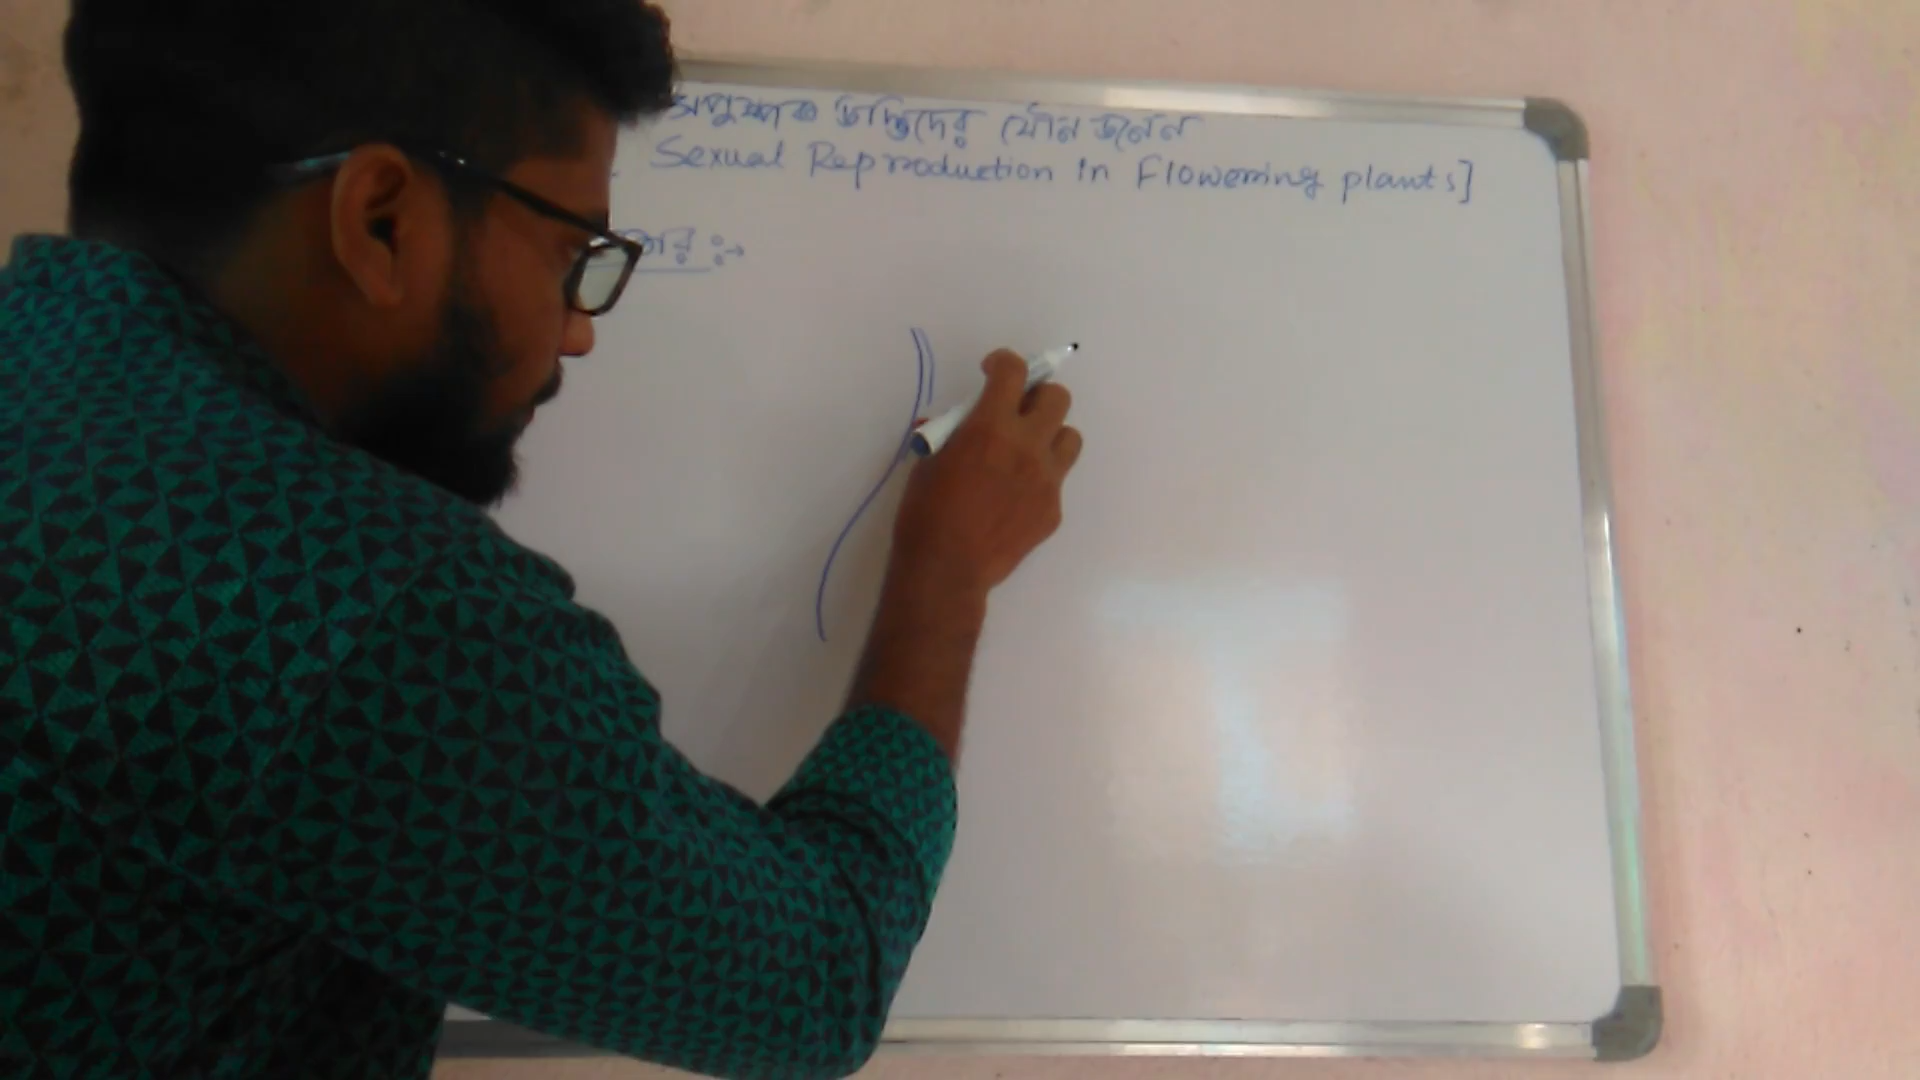 সপুষ্পক উদ্ভিদের যৌন জনন
Sexual Reproduction in Flowering plants]